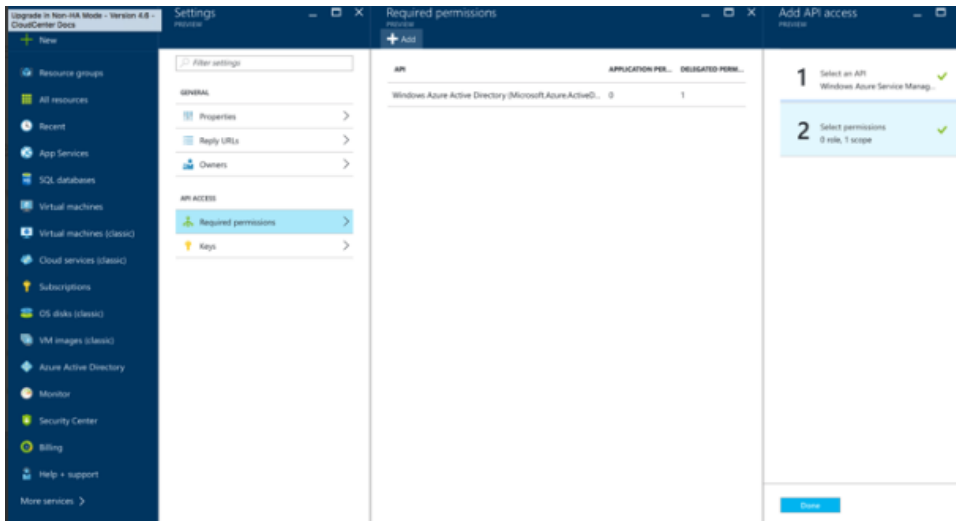 Upgrade in Non-HA Mode - Version 4.6 -
CloudCenter Docs
New
Resource groups
All resources
Recent
App Services
SQL databases
Virtual machines
Virtual machines (classic)
Cloud services (classic)
Subscriptions
OS disks (classic)
VM images (classic)
Azure Active Directory
Monitor
Security Center
Billing
Help + support
More services
Settings
PREVIEW
Filter settings
GENERAL
Properties
Reply URLs
Owners
API ACCESS
Required permissions
Keys
Required permissions
PREVIEW
Add
API APPLICATION PER... DELEGATED PERM...
Windows Azure Active Directory (Microsoft.Azure.ActiveD... 0 1
Add API access
PREVIEW
1 Select an API
Windows Azure Service Manag...
2 Select permissions
0 role, 1 scope
Done